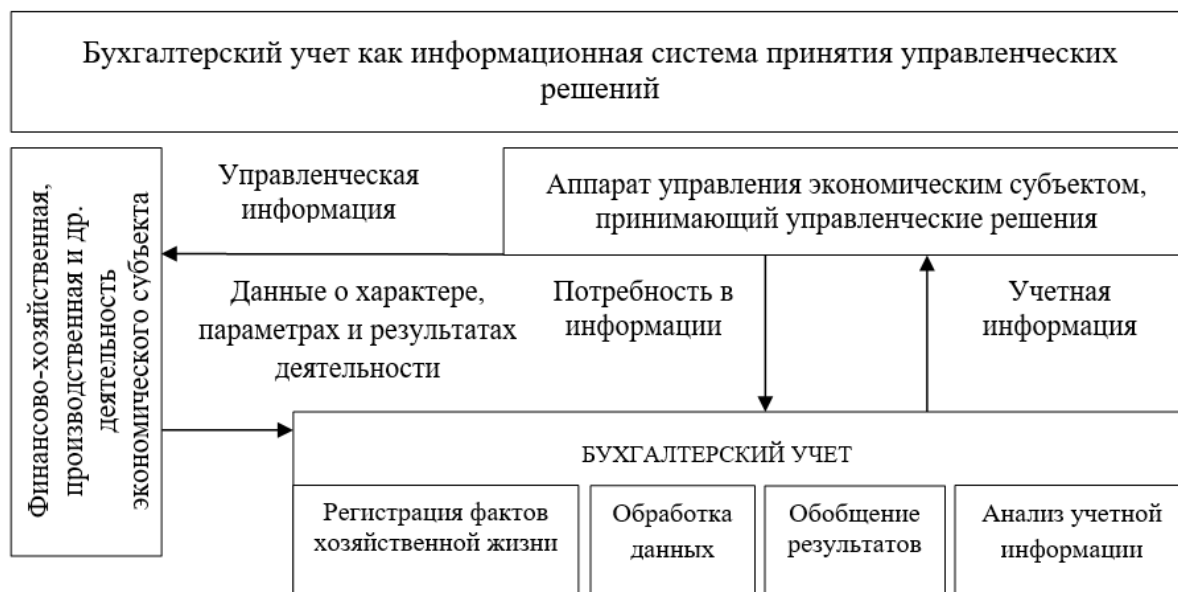 Бухгалтерский учет как информационная система принятия управленческих
решений
Финансово-хозяйственная,
производственная и др.
деятельность
экономического субъекта
Управленческая
информация
Аппарат управления экономическим субъектом,
принимающий управленческие решения
Данные о характере,
параметрах и результатах
деятельности
Потребность в
информации
Учетная
информация
БУХГАЛТЕРСКИЙ УЧЕТ
Регистрация фактов
хозяйственной жизни
Обработка
данных
Обобщение
результатов
Анализ учетной
информации